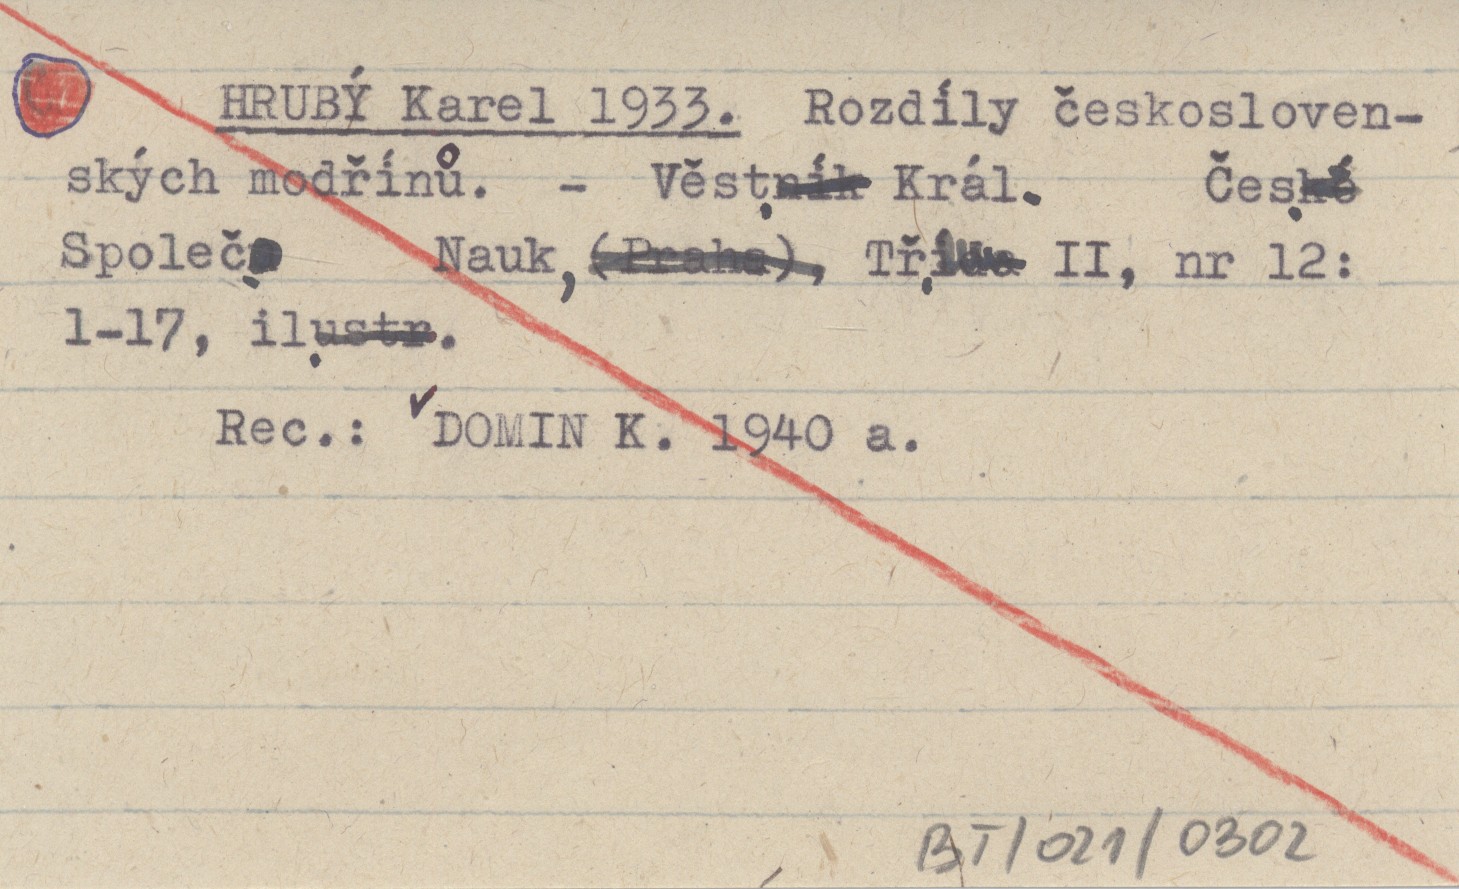 HRUBÝ Karel 1933. Rozdíly českosloven-
ských modřínů. - Věstník Král. České
Společ. Nauk, (Praha), Třída II, nr 12:
1-17, ilustr.
Rec.: ✓DOMIN K. 1940 a.
BT/021/0302